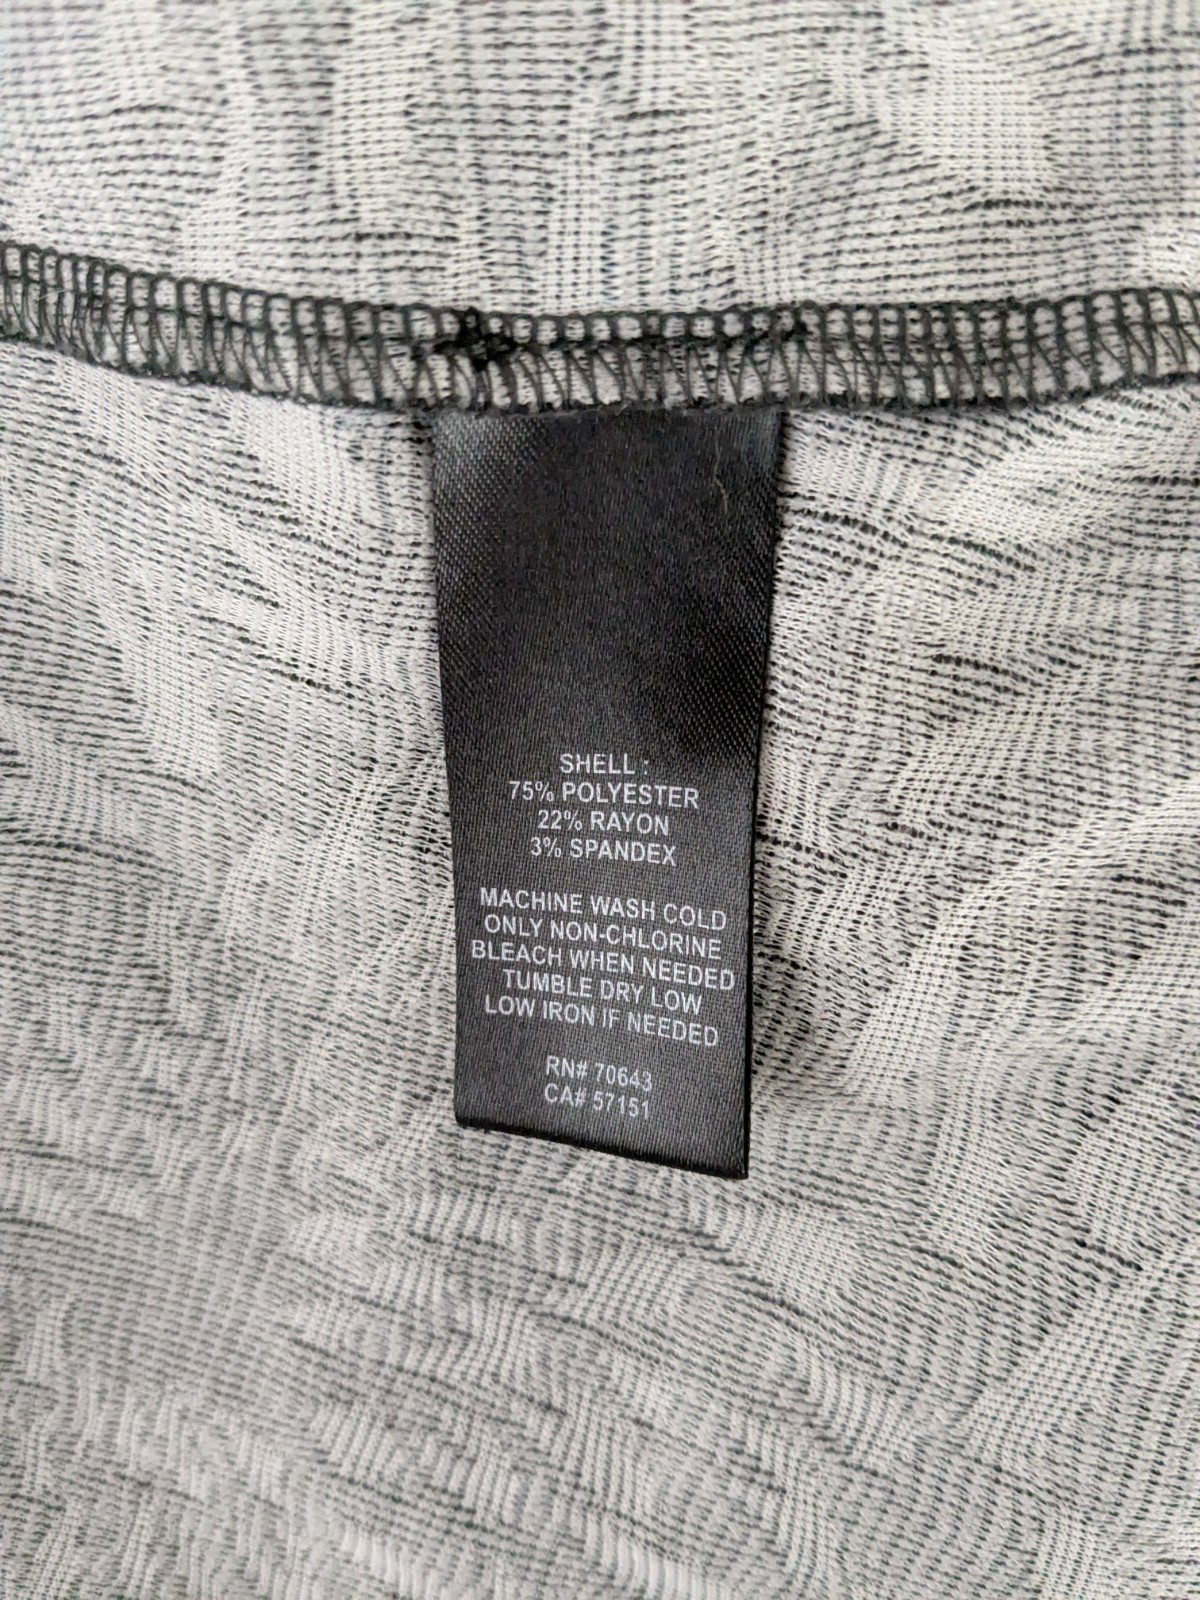 SHELL :
75% POLYESTER
22% RAYON
3% SPANDEX
MACHINE WASH COLD
ONLY NON-CHLORINE
BLEACH WHEN NEEDED
TUMBLE DRY LOW
LOW IRON IF NEEDED
RN# 70643
CA# 57151